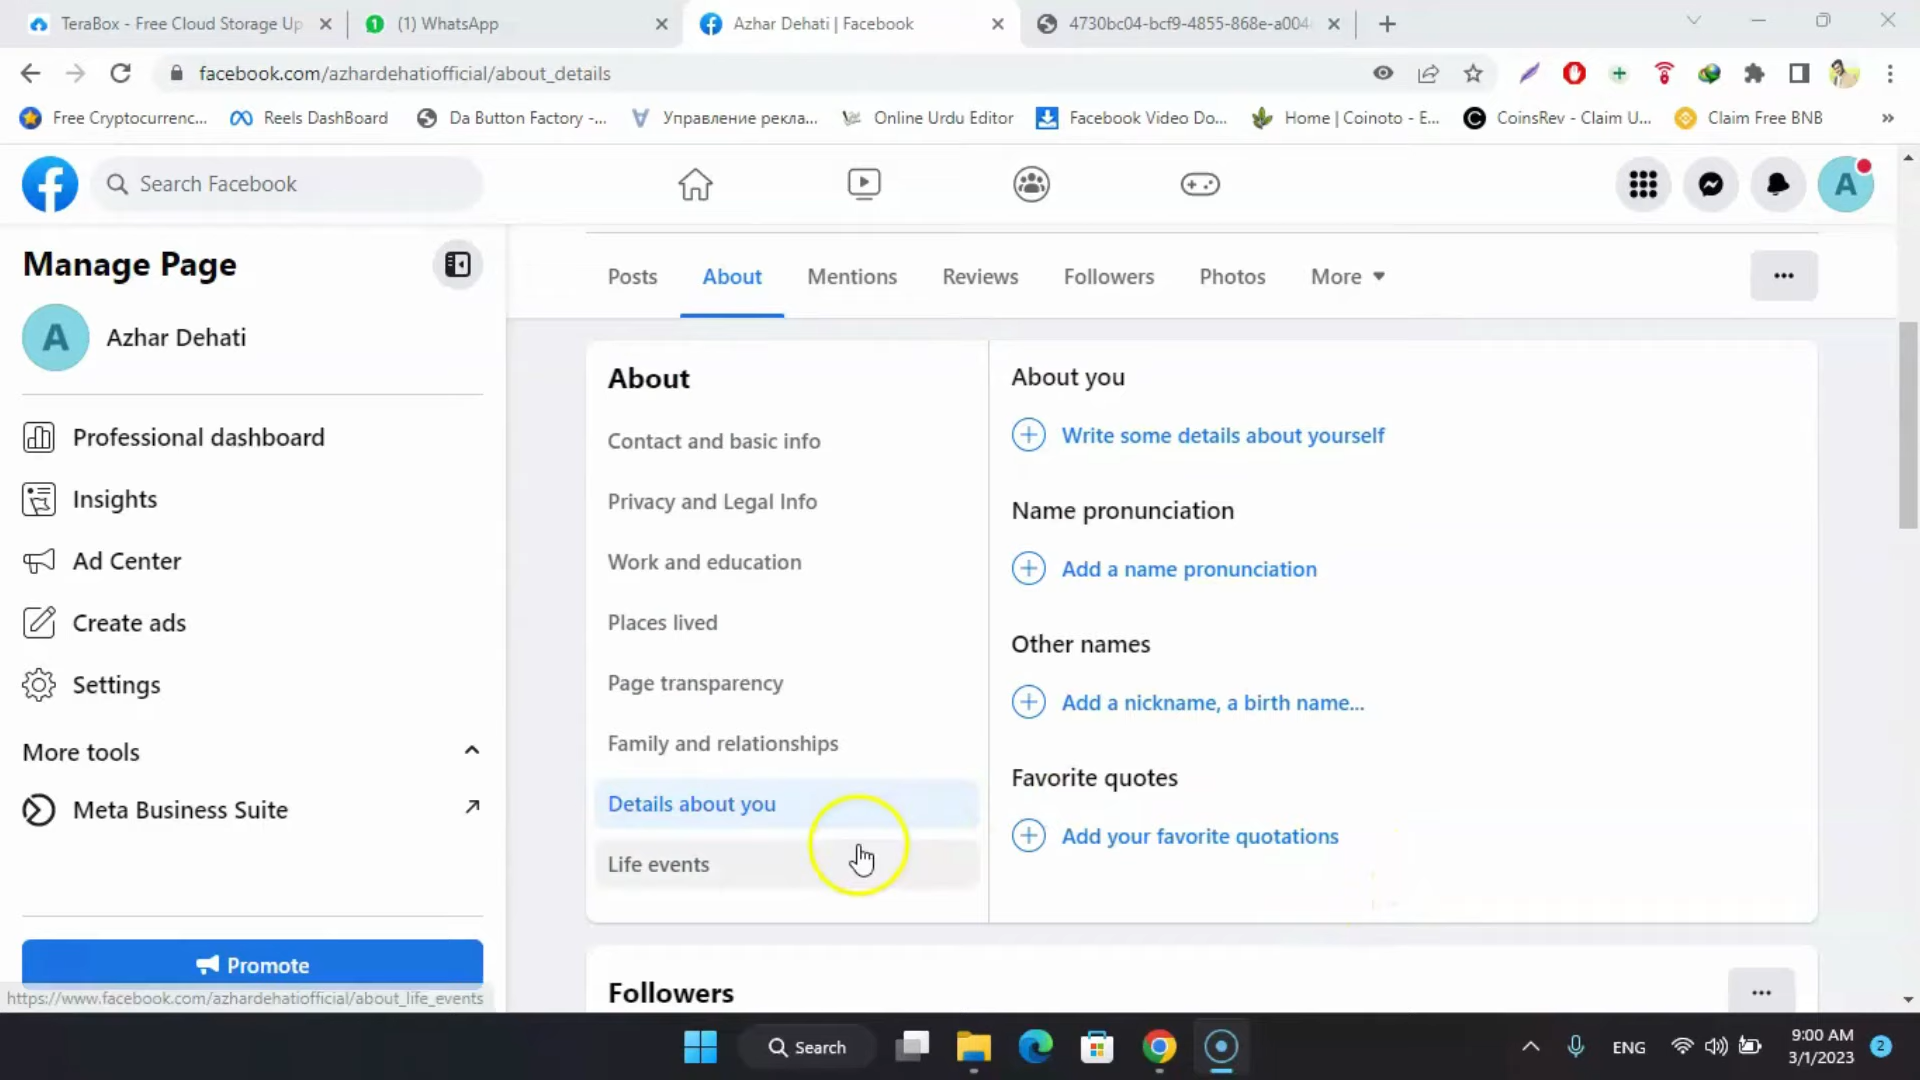 TeraBox - Free Cloud Storage Up
(1) WhatsApp
Azhar Dehati | Facebook
4730bc04-bcf9-4855-868e-a004
facebook.com/azhardehatiofficial/about_details
Free Cryptocurrenc...
Reels DashBoard
Da Button Factory -...
Управление рекла...
Online Urdu Editor
Facebook Video Do...
Home | Coinoto - E...
CoinsRev - Claim U...
Claim Free BNB
»
Search Facebook
A
Manage Page
A
Azhar Dehati
Professional dashboard
Insights
Ad Center
Create ads
Settings
More tools
Meta Business Suite
Promote
https://www.facebook.com/azhardehatiofficial/about_life_events
Posts
About
Mentions
Reviews
Followers
Photos
More
About
Contact and basic info
Privacy and Legal Info
Work and education
Places lived
Page transparency
Family and relationships
Details about you
Life events
About you
Write some details about yourself
Name pronunciation
Add a name pronunciation
Other names
Add a nickname, a birth name...
Favorite quotes
Add your favorite quotations
Followers
Search
ENG
9:00 AM
3/1/2023
2